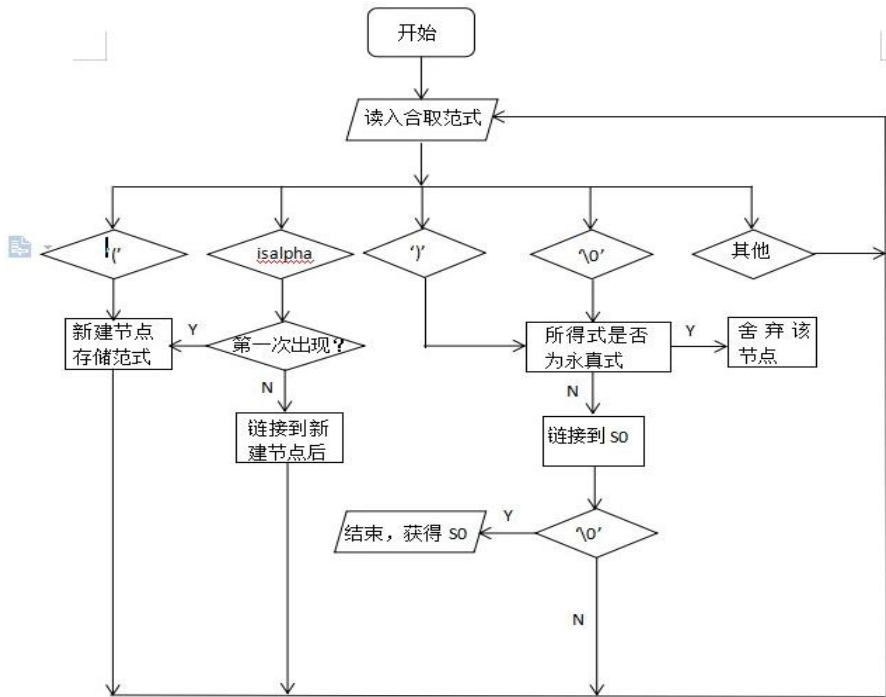 开始
读入合取范式
'('
isalpha
')'
'\0'
其他
新建节点
存储范式
Y
第一次出现?
所得式是否
为永真式
Y
舍弃该
节点
N
N
链接到新
建节点后
链接到 s0
结束，获得 s0
Y
'\0'
N